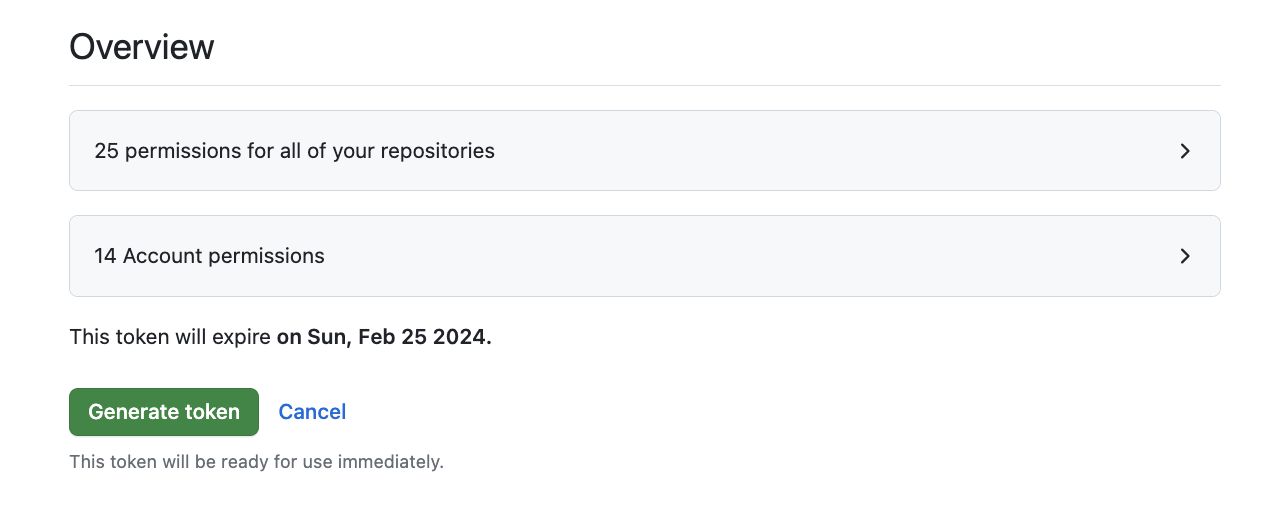 Overview
25 permissions for all of your repositories
14 Account permissions
This token will expire on Sun, Feb 25 2024.
Generate token Cancel
This token will be ready for use immediately.